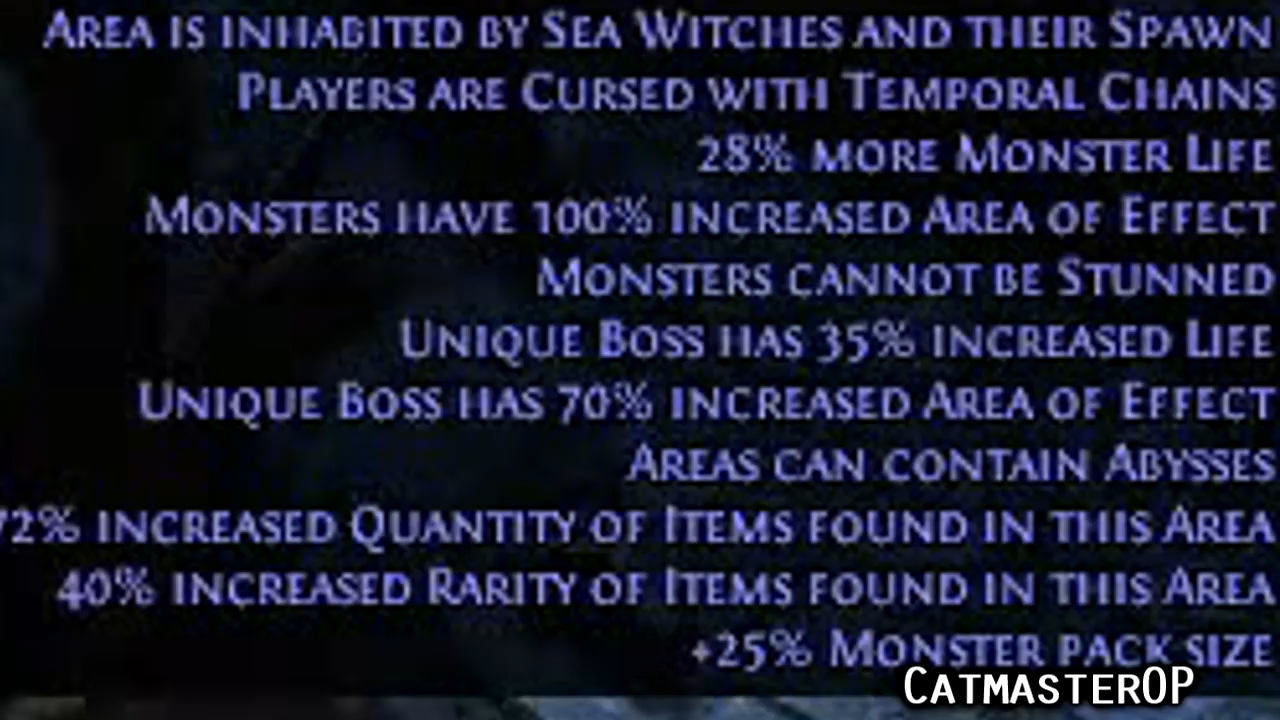 Area is inhabited by Sea Witches and their Spawn
Players are Cursed with Temporal Chains
28% more Monster Life
Monsters have 100% increased Area of Effect
Monsters cannot be Stunned
Unique Boss has 35% increased Life
Unique Boss has 70% increased Area of Effect
Areas can contain Abysses
72% increased Quantity of Items found in this Area
40% increased Rarity of Items found in this Area
+25% Monster pack size
CatmasterOP